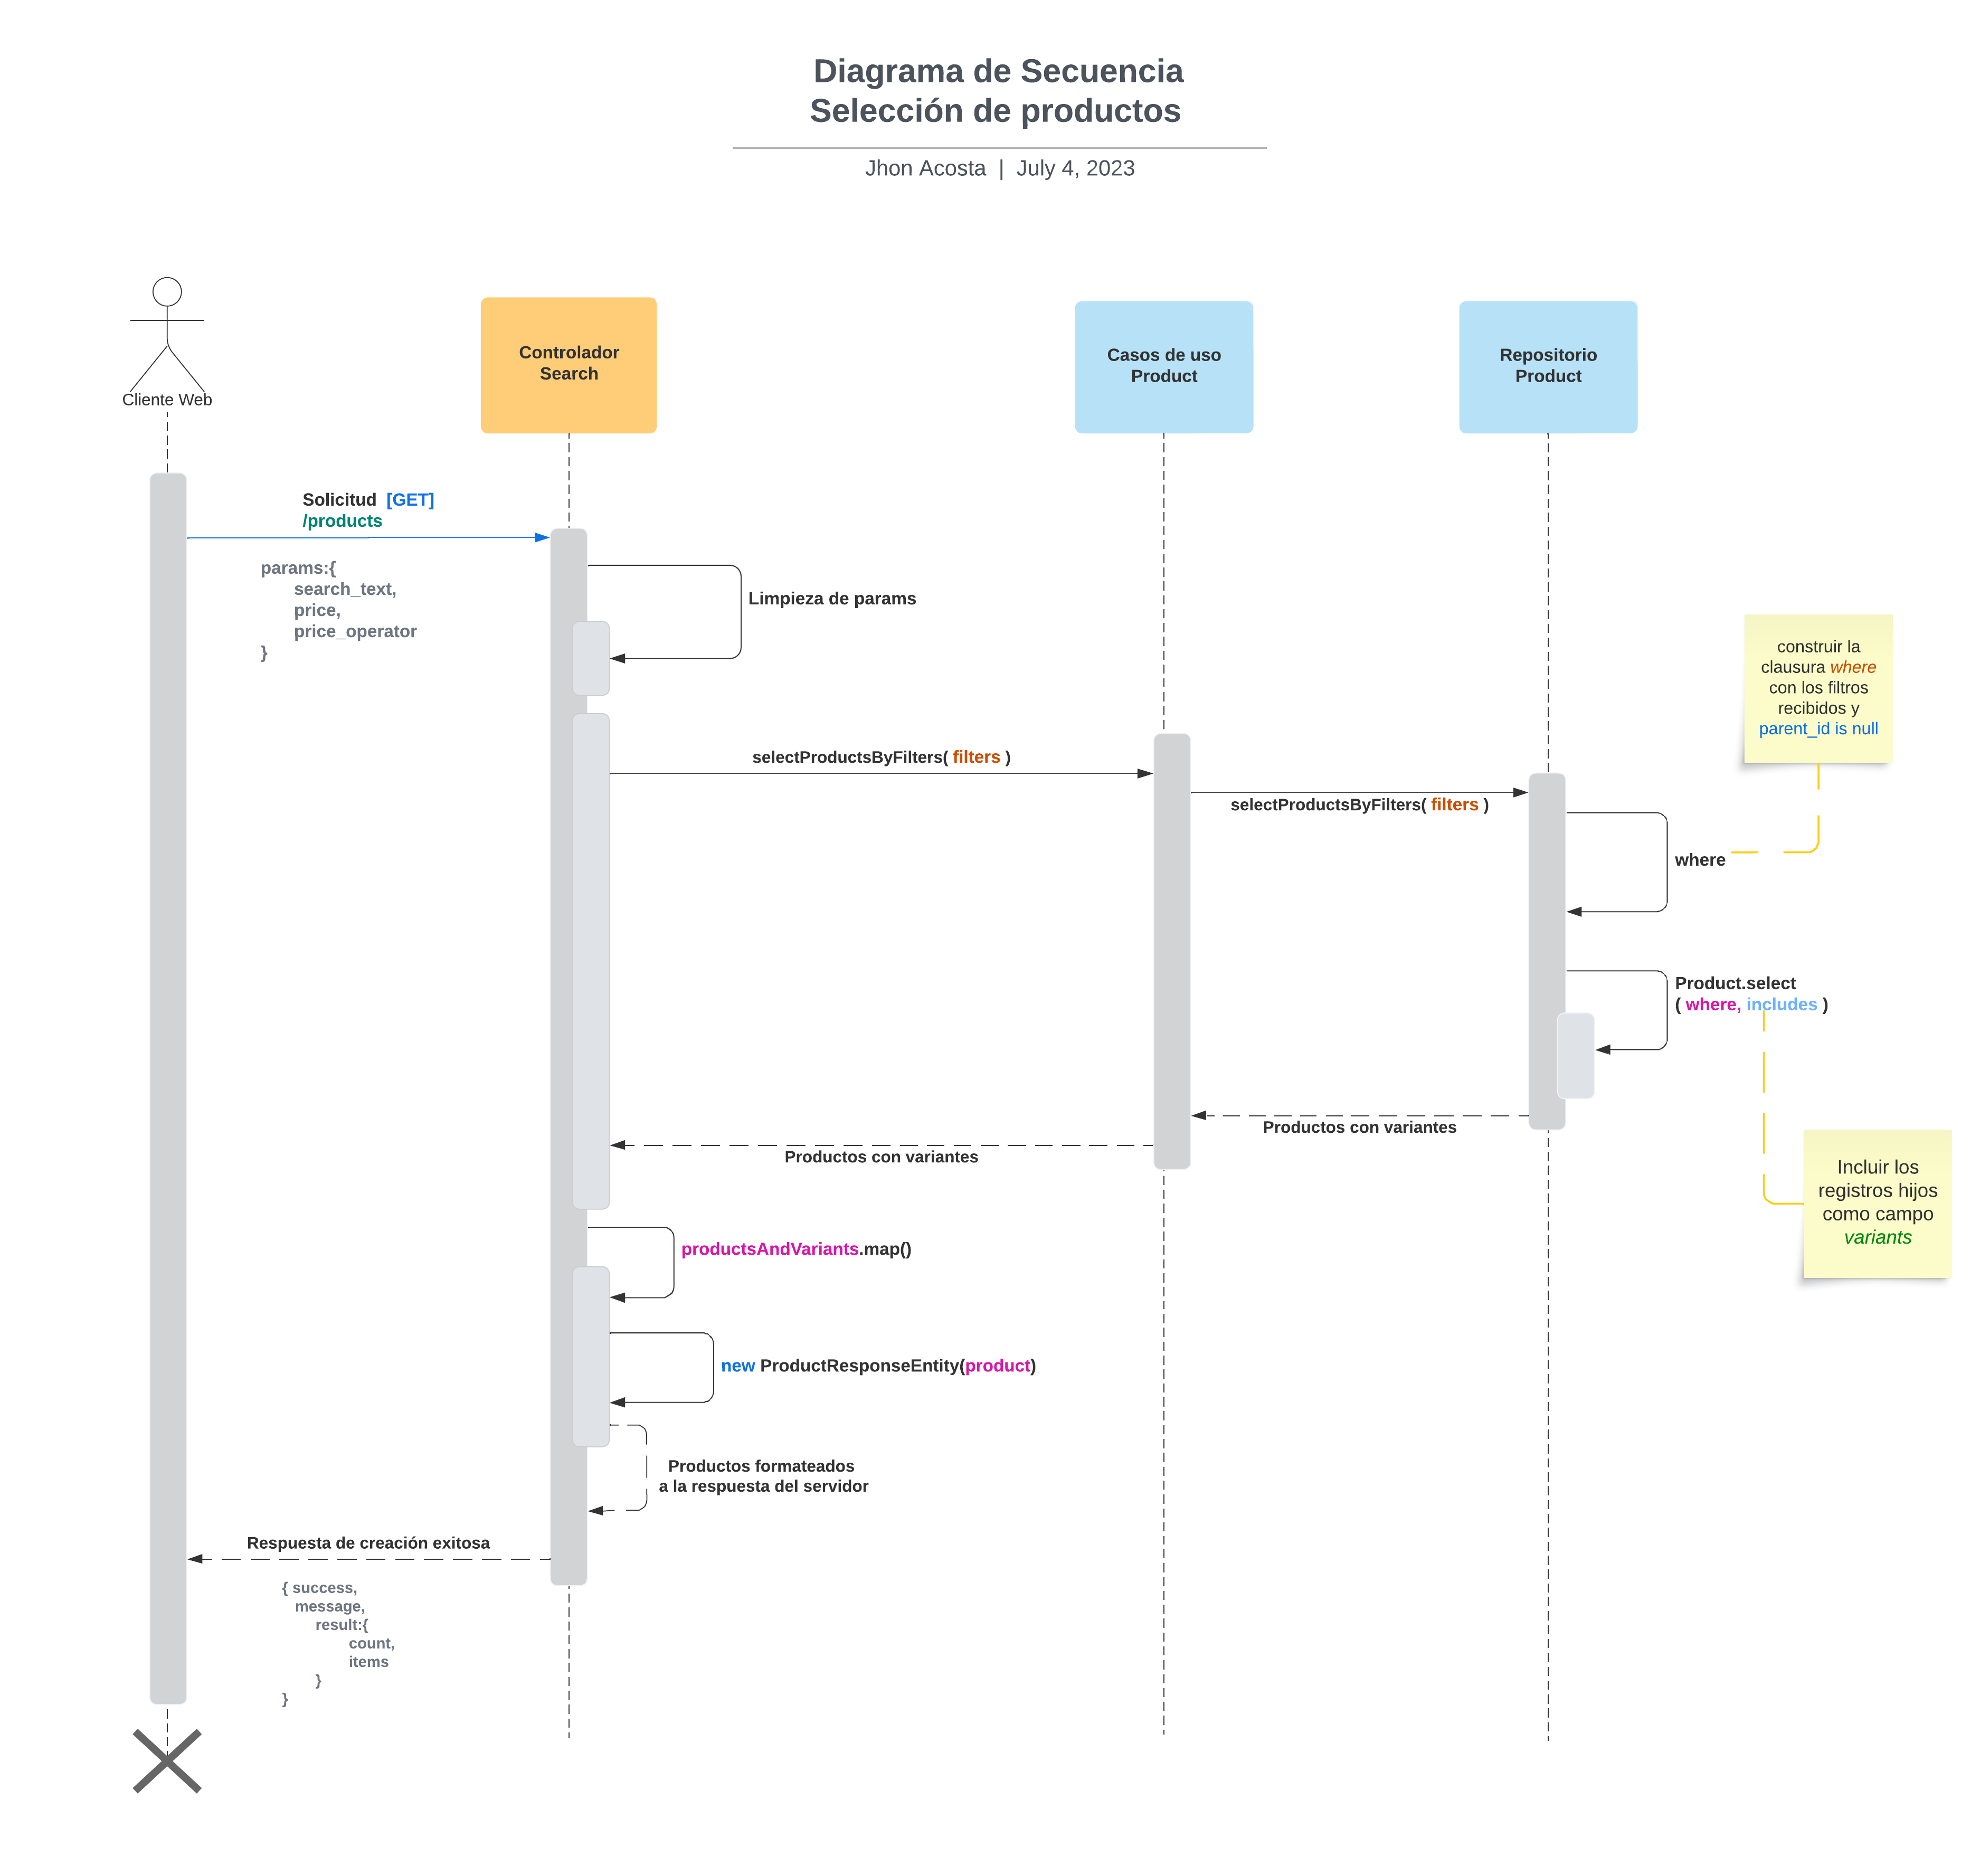 Diagrama de Secuencia
Selección de productos
Jhon Acosta | July 4, 2023
Cliente Web
Controlador
Search
Casos de uso
Product
Repositorio
Product
Solicitud [GET]
/products
params:{
search_text,
price,
price_operator
}
Limpieza de params
construir la
clausura where
con los filtros
recibidos y
parent_id is null
selectProductsByFilters( filters )
selectProductsByFilters( filters )
where
Product.select
( where, includes )
Productos con variantes
Productos con variantes
Incluir los
registros hijos
como campo
variants
productsAndVariants.map()
new ProductResponseEntity(product)
Productos formateados
a la respuesta del servidor
Respuesta de creación exitosa
{ success,
message,
result:{
count,
items
}
}